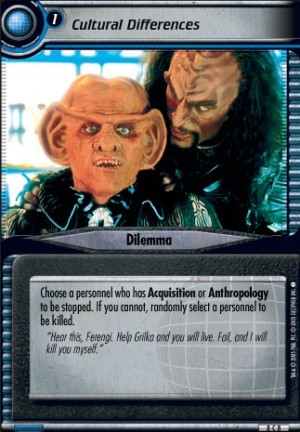 1
Cultural Differences
Dilemma
Choose a personnel who has Acquisition or Anthropology
to be stopped. If you cannot, randomly select a personnel to
be killed.
"Hear this, Ferengi. Help Grilka and you will live. Fail, and I will
kill you myself."